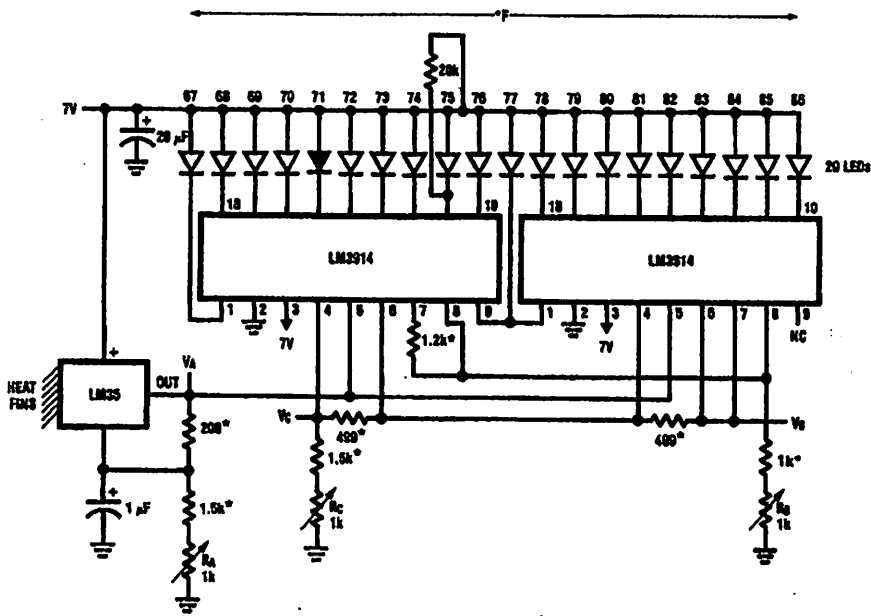 °F
20k
67 68 69 70 71 72 73 74 75 76 77 78 79 80 81 82 83 84 85 86
7V
+
20 µF
20 LEDs
18 10 18 10
LM3914 LM3914
1 2 3 4 5 6 7 8 9 1 2 3 4 5 6 7 8 9
7V 7V NC
1.2k*
+
HEAT
FINS
LM35
OUT
VA
VC
499*
499*
VB
200*
1.5k*
1k*
+
1 µF
1.5k*
RC
1k
RB
1k
RA
1k